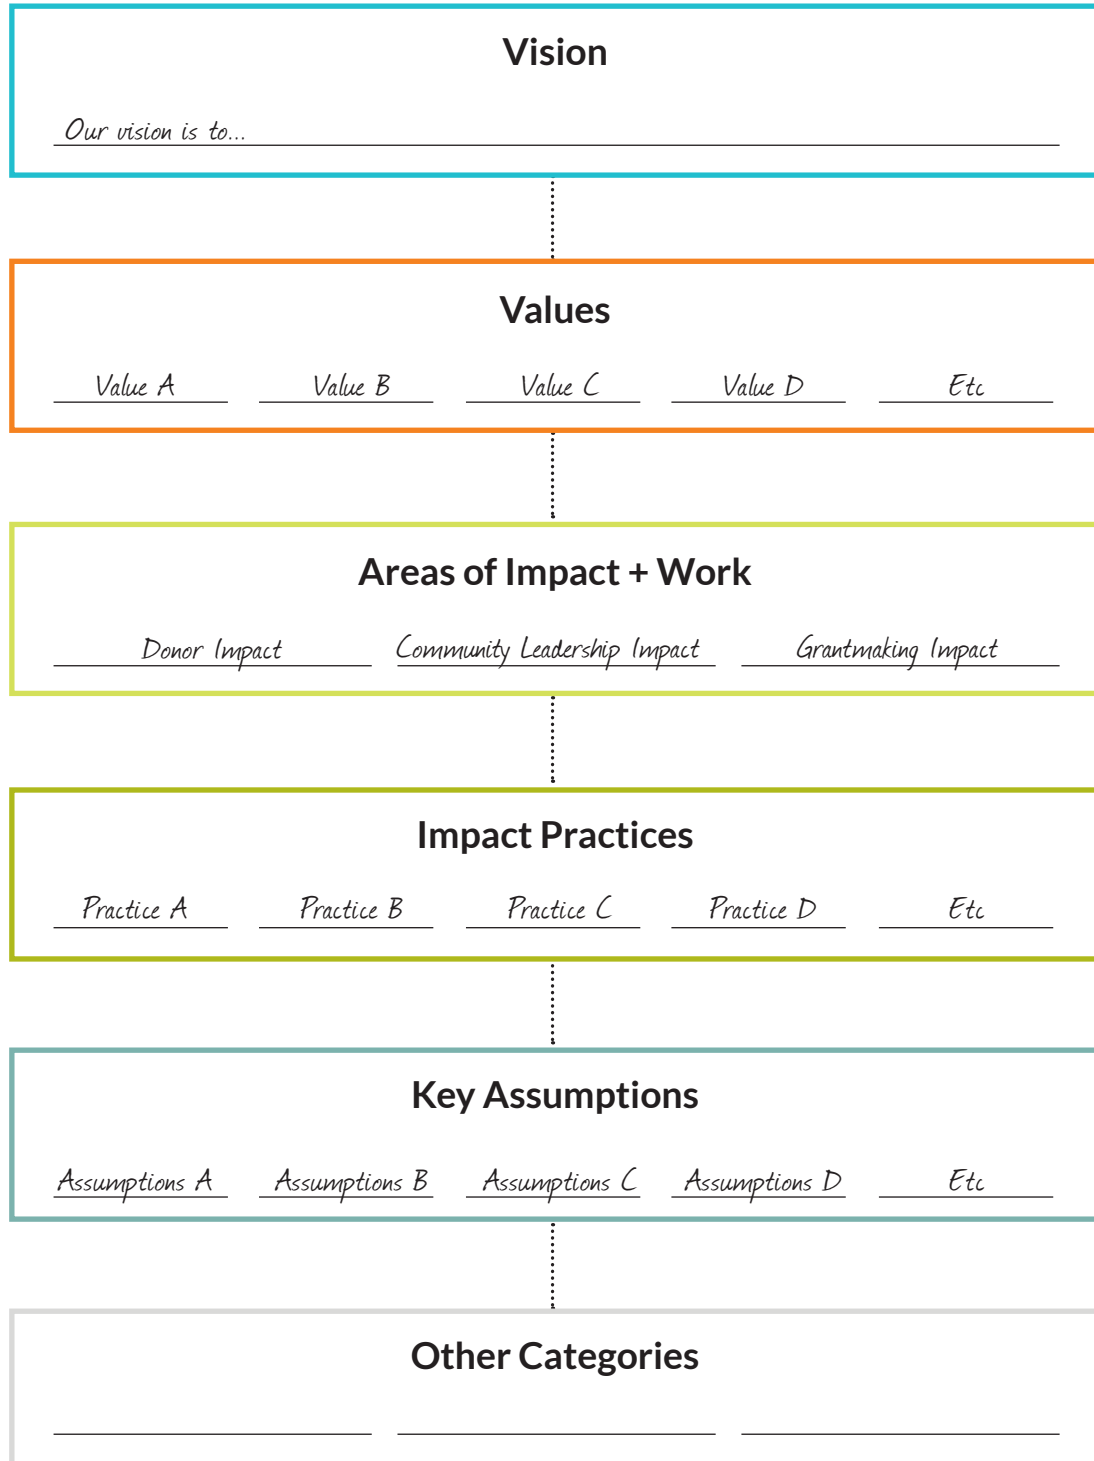 Vision
Our vision is to...
Values
Value A Value B Value C Value D Etc
Areas of Impact + Work
Donor Impact Community Leadership Impact Grantmaking Impact
Impact Practices
Practice A Practice B Practice C Practice D Etc
Key Assumptions
Assumptions A Assumptions B Assumptions C Assumptions D Etc
Other Categories